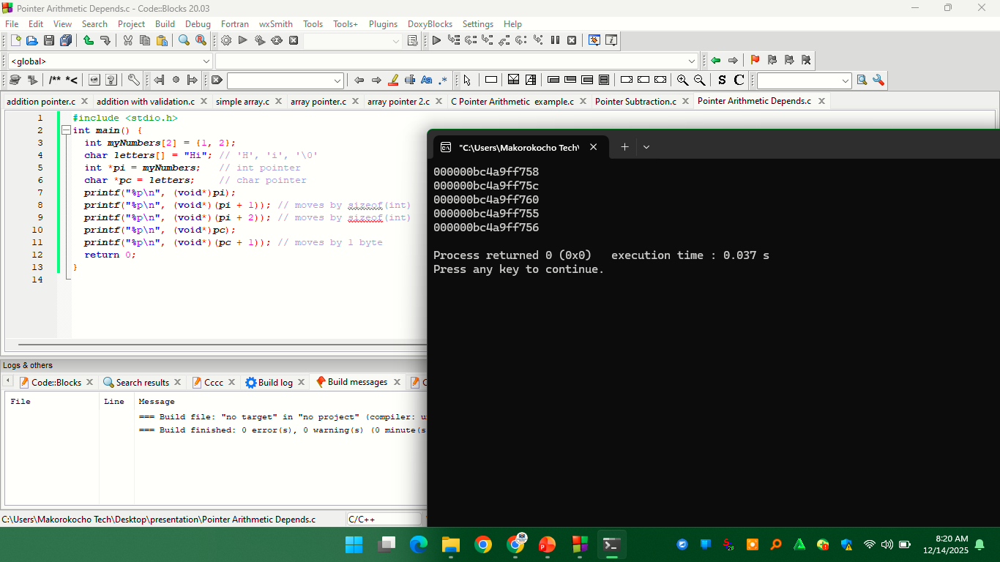 Pointer Arithmetic Depends.c - Code::Blocks 20.03
File Edit View Search Project Build Debug Fortran wxSmith Tools Tools+ Plugins DoxyBlocks Settings Help
<global>
/** *< Aa .* S C
addition pointer.c addition with validation.c simple array.c array pointer.c array pointer 2.c C Pointer Arithmetic example.c Pointer Subtraction.c Pointer Arithmetic Depends.c
1 #include <stdio.h>
2 int main() {
3 int myNumbers[2] = {1, 2};
4 char letters[] = "Hi"; // 'H', 'i', '\0'
5 int *pi = myNumbers; // int pointer
6 char *pc = letters; // char pointer
7 printf("%p\n", (void*)pi);
8 printf("%p\n", (void*)(pi + 1)); // moves by sizeof(int)
9 printf("%p\n", (void*)(pi + 2)); // moves by sizeof(int)
10 printf("%p\n", (void*)pc);
11 printf("%p\n", (void*)(pc + 1)); // moves by 1 byte
12 return 0;
13 }
14
"C:\Users\Makorokocho Tech\
000000bc4a9ff758
000000bc4a9ff75c
000000bc4a9ff760
000000bc4a9ff755
000000bc4a9ff756
Process returned 0 (0x0) execution time : 0.037 s
Press any key to continue.
Logs & others
Code::Blocks Search results Cccc Build log Build messages
File Line Message
=== Build file: "no target" in "no project" (compiler:
=== Build finished: 0 error(s), 0 warning(s) (0 minute(s
C:\Users\Makorokocho Tech\Desktop\presentation\Pointer Arithmetic Depends.c C/C++
8:20 AM
12/14/2025